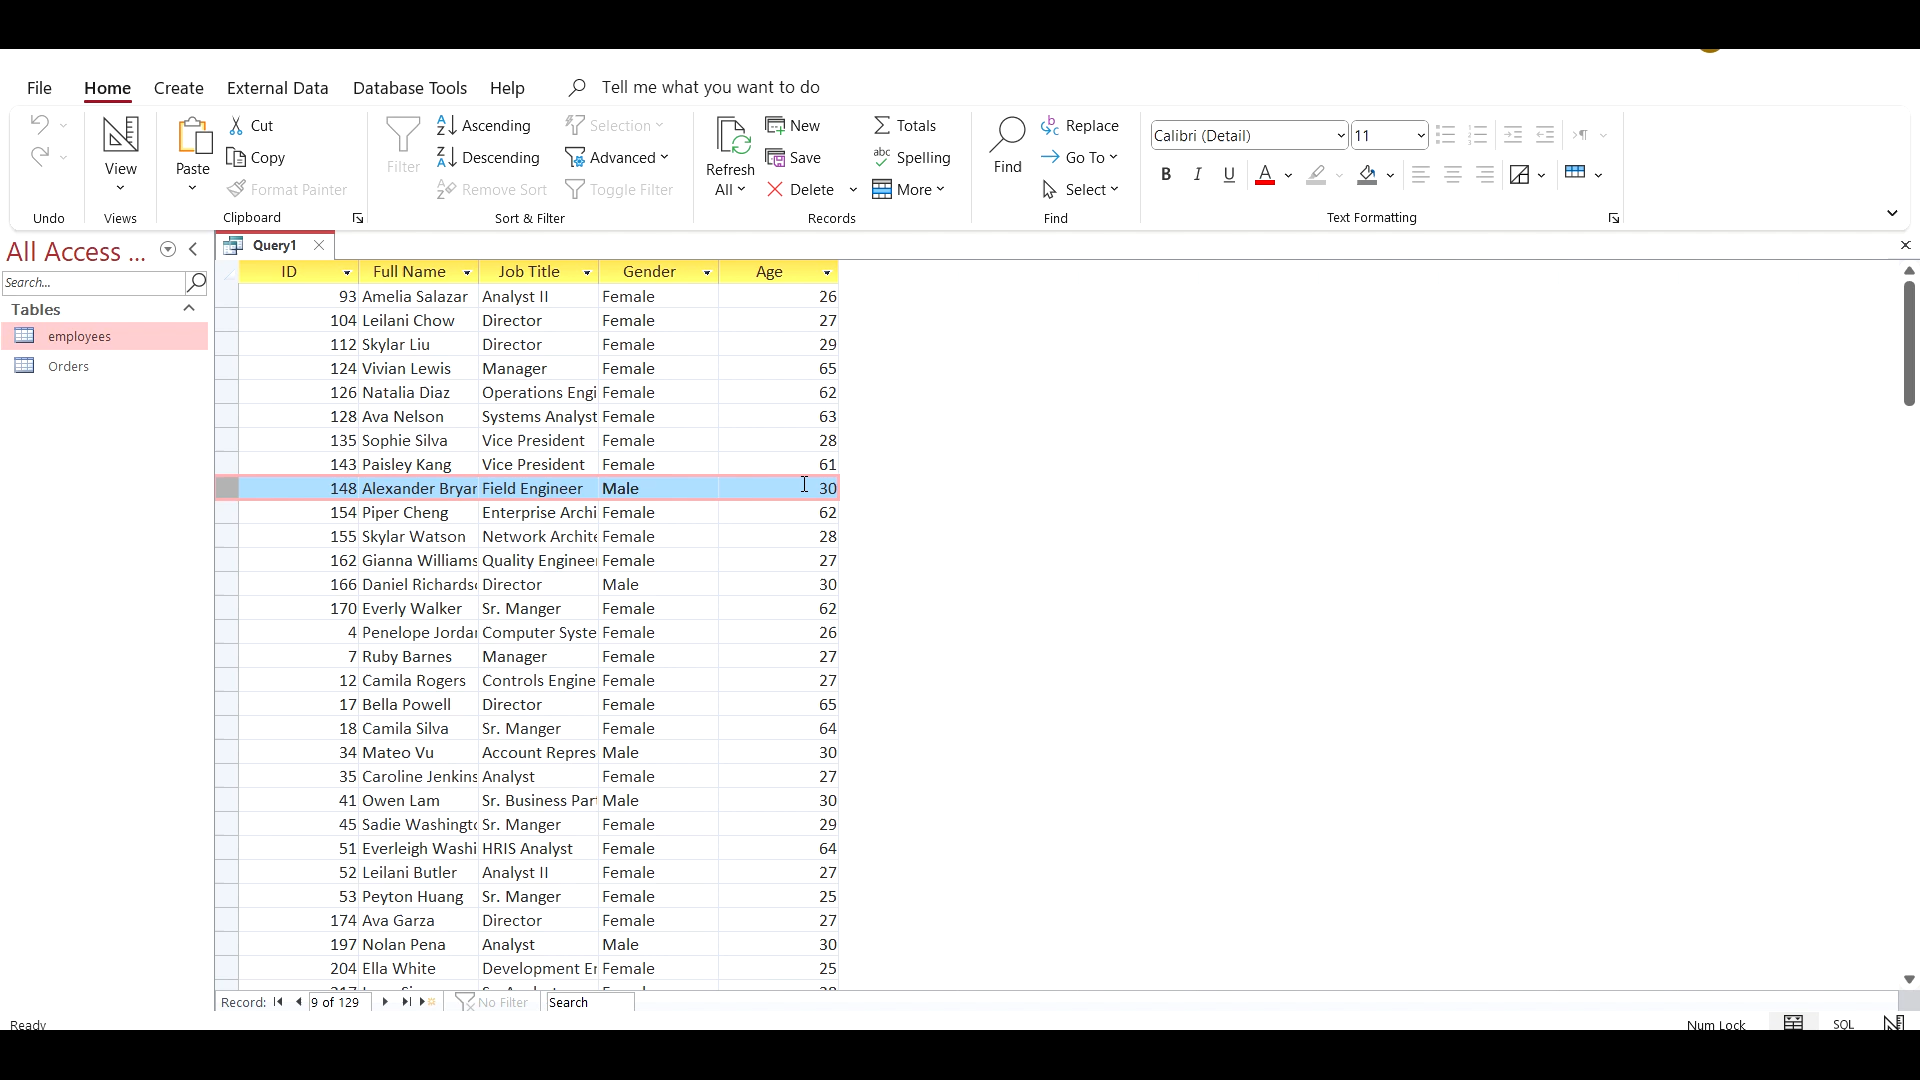 File Home Create External Data Database Tools Help Tell me what you want to do
View Paste Cut Copy Format Painter Filter Ascending Descending Remove Sort Selection Advanced Toggle Filter Refresh All New Save Delete Totals Spelling More Find Replace Go To Select Calibri (Detail) 11 B I U A
Undo Views Clipboard Sort & Filter Records Find Text Formatting
All Access ...
Search...
Tables
employees
Orders
Query1
ID Full Name Job Title Gender Age
93 Amelia Salazar Analyst II Female 26
104 Leilani Chow Director Female 27
112 Skylar Liu Director Female 29
124 Vivian Lewis Manager Female 65
126 Natalia Diaz Operations Engi Female 62
128 Ava Nelson Systems Analyst Female 63
135 Sophie Silva Vice President Female 28
143 Paisley Kang Vice President Female 61
148 Alexander Bryan Field Engineer Male 30
154 Piper Cheng Enterprise Archi Female 62
155 Skylar Watson Network Archite Female 28
162 Gianna Williams Quality Engineer Female 27
166 Daniel Richardso Director Male 30
170 Everly Walker Sr. Manger Female 62
4 Penelope Jordan Computer Syste Female 26
7 Ruby Barnes Manager Female 27
12 Camila Rogers Controls Engine Female 27
17 Bella Powell Director Female 65
18 Camila Silva Sr. Manger Female 64
34 Mateo Vu Account Repres Male 30
35 Caroline Jenkins Analyst Female 27
41 Owen Lam Sr. Business Part Male 30
45 Sadie Washingto Sr. Manger Female 29
51 Everleigh Washi HRIS Analyst Female 64
52 Leilani Butler Analyst II Female 27
53 Peyton Huang Sr. Manger Female 25
174 Ava Garza Director Female 27
197 Nolan Pena Analyst Male 30
204 Ella White Development Er Female 25
Record: 9 of 129 No Filter Search
Ready Num Lock SQL